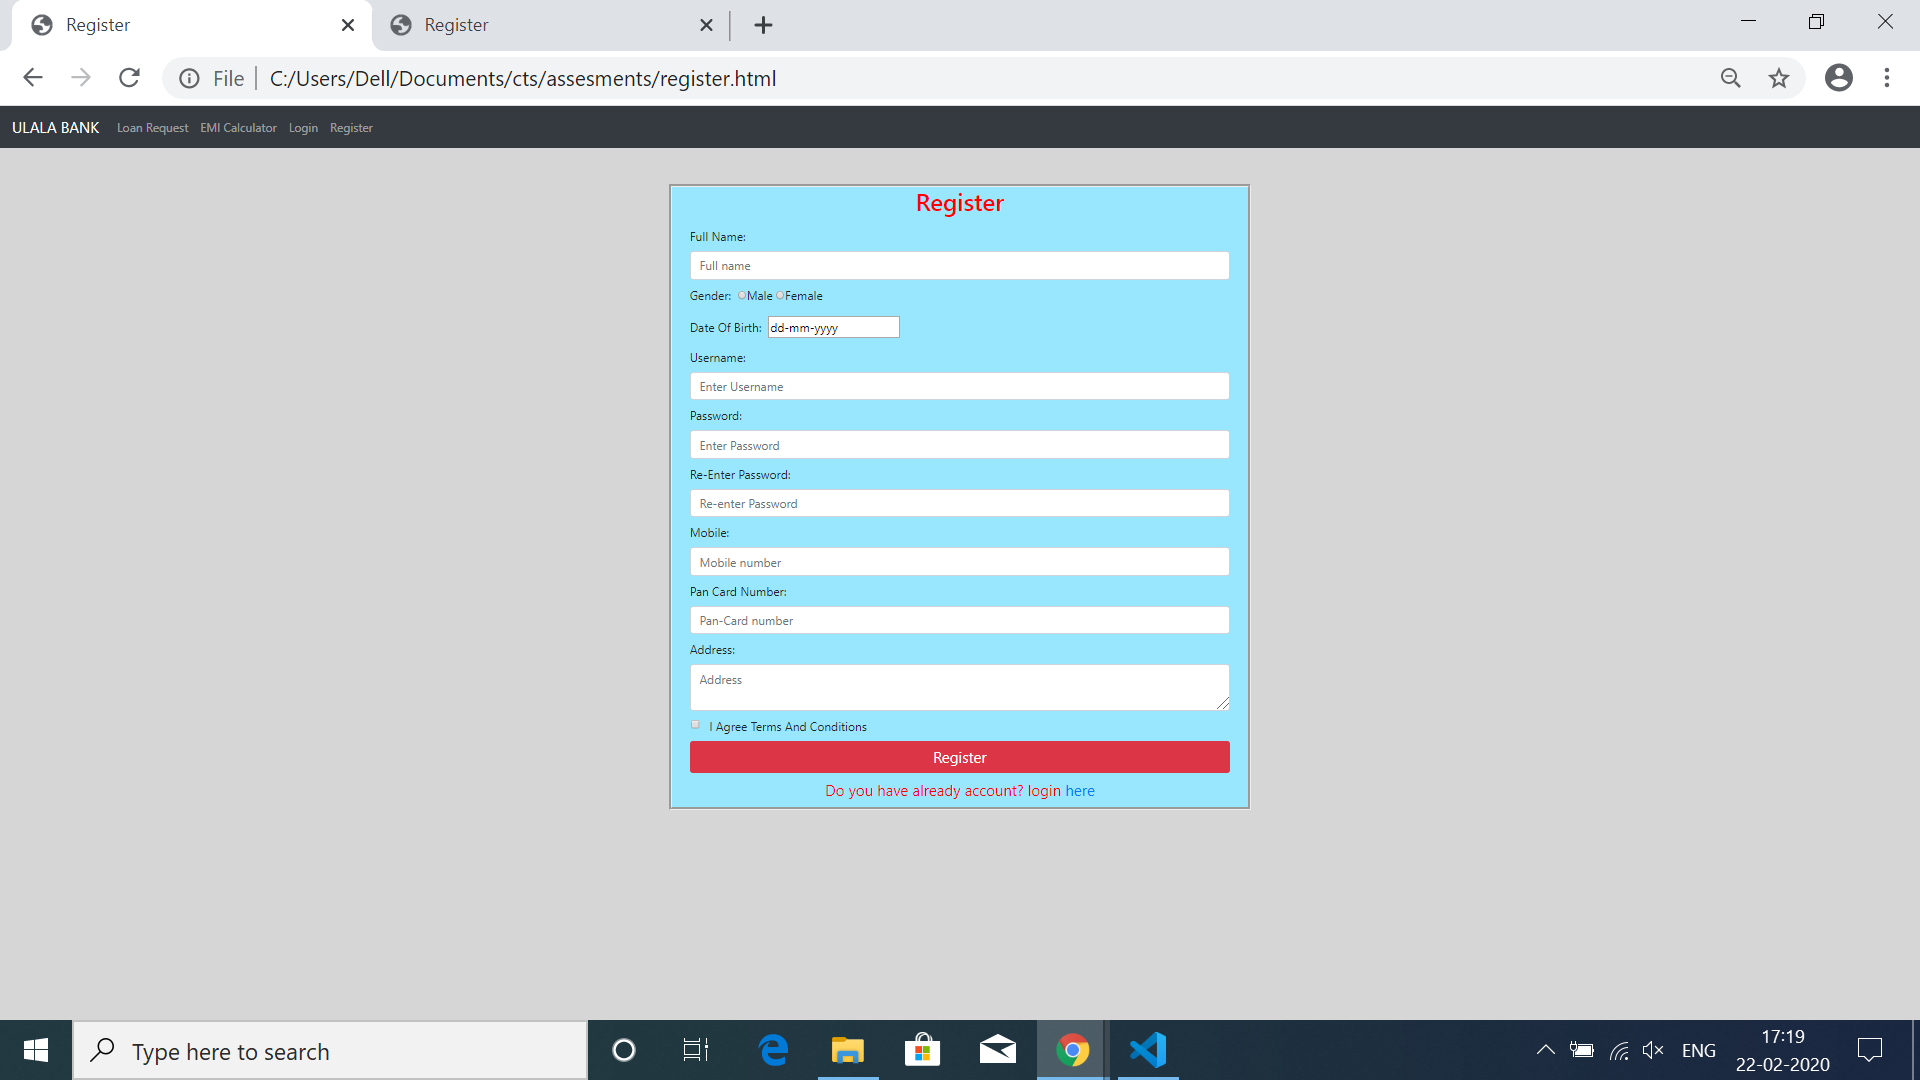 Register
Register
File
C:/Users/Dell/Documents/cts/assesments/register.html
ULALA BANK Loan Request EMI Calculator Login Register
Register
Full Name:
Full name
Gender: Male Female
Date Of Birth: dd-mm-yyyy
Username:
Enter Username
Password:
Enter Password
Re-Enter Password:
Re-enter Password
Mobile:
Mobile number
Pan Card Number:
Pan-Card number
Address:
Address
I Agree Terms And Conditions
Register
Do you have already account? login here
Type here to search
ENG
17:19
22-02-2020